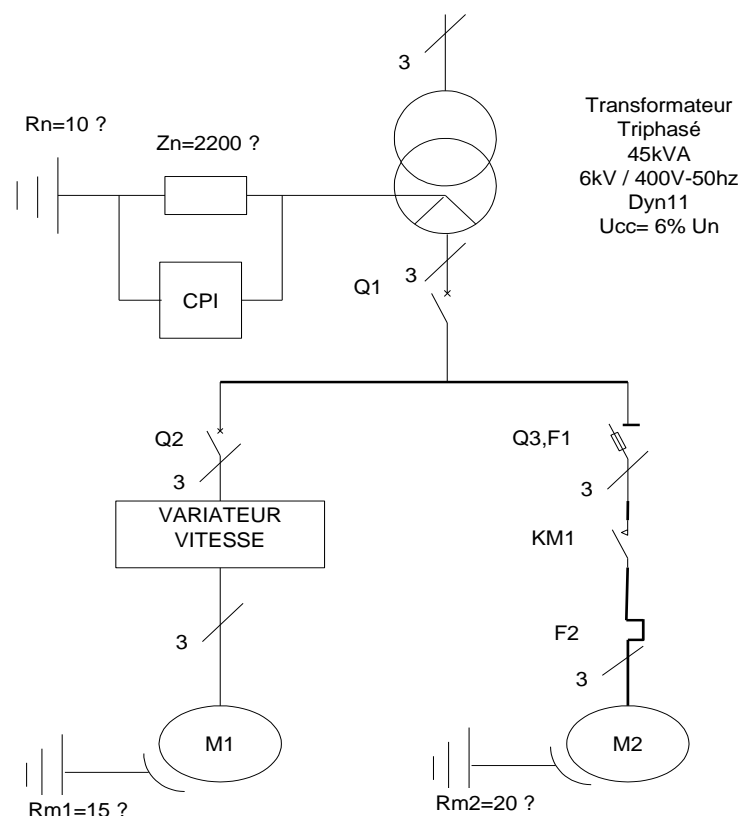 3
Rn=10 ?
Zn=2200 ?
Transformateur
Triphasé
45kVA
6kV / 400V-50hz
Dyn11
Ucc= 6% Un
CPI
Q1
3
Q2
3
Q3,F1
3
VARIATEUR
VITESSE
KM1
3
F2
3
M1
M2
Rm1=15 ?
Rm2=20 ?